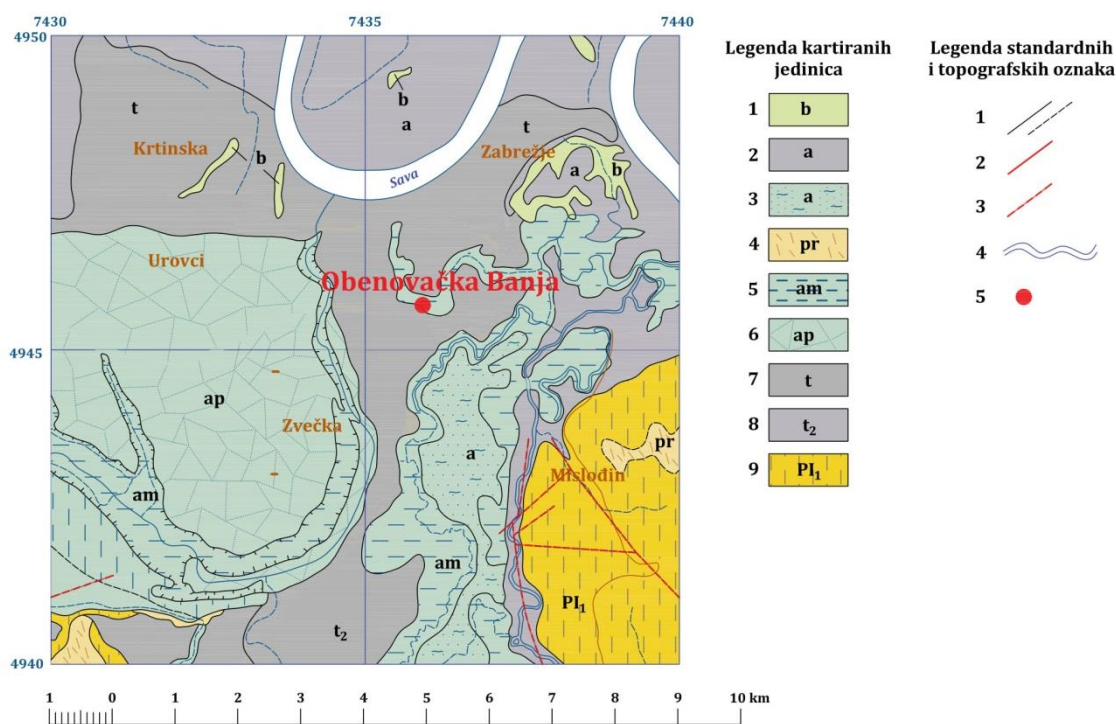 7430 7435 7440
4950
t
b
a
t
Krtinska
b
Zabrežje
a
b
Sava
Urovci
Obenovačka Banja
4945
ap
Zvečka
a
pr
Mislođin
am
am
Pl₁
t₂
4940
1 0 1 2 3 4 5 6 7 8 9 10 km
Legenda kartiranih
jedinica
1 b
2 a
3 a
4 pr
5 am
6 ap
7 t
8 t₂
9 Pl₁
Legenda standardnih
i topografskih oznaka
1
2
3
4
5